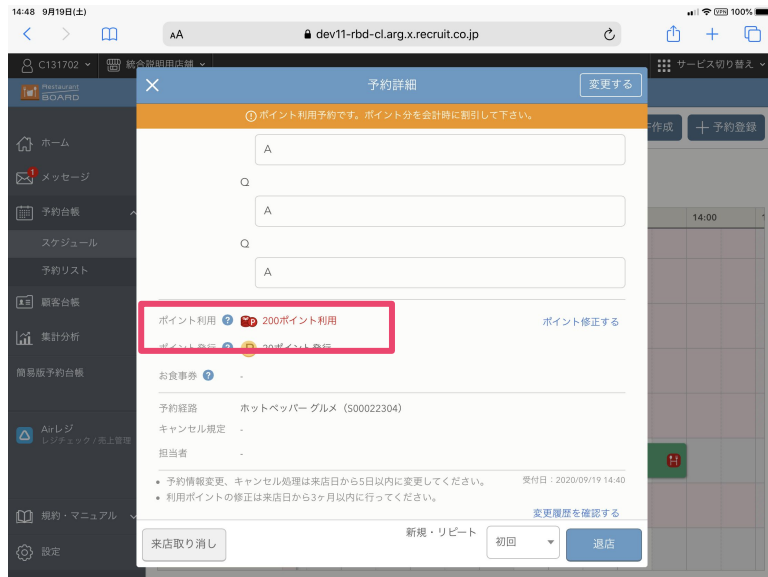 14:48 9月19日(土)
VPN 100%
AA dev11-rbd-cl.arg.x.recruit.co.jp
C131702 統合説明用店舗 サービス切り替え
Restaurant BOARD
予約詳細 変更する
ポイント利用予約です。ポイント分を会計時に割引して下さい。
作成 予約登録
ホーム
メッセージ 1
予約台帳
スケジュール
予約リスト
顧客台帳
集計分析
簡易版予約台帳
Airレジ
レジチェック/売上管理
規約・マニュアル
設定
14:00 1
A
Q
A
Q
A
ポイント利用 ? 200ポイント利用 ポイント修正する
ポイント発行 ? 20ポイント発行
お食事券 ? -
予約経路 ホットペッパー グルメ（S00022304）
キャンセル規定 -
担当者 -
• 予約情報変更、キャンセル処理は来店日から5日以内に変更してください。 受付日：2020/09/19 14:40
• 利用ポイントの修正は来店日から3ヶ月以内に行ってください。
変更履歴を確認する
来店取り消し 新規・リピート 初回 退店